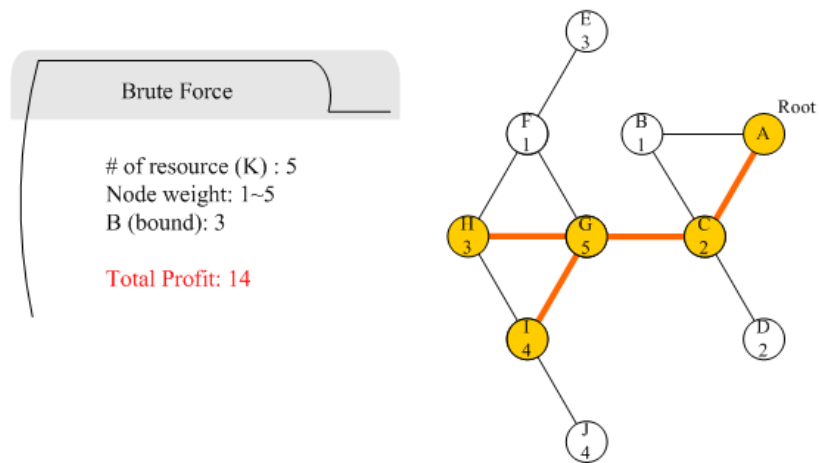 Brute Force
# of resource (K) : 5
Node weight: 1~5
B (bound): 3
Total Profit: 14
E
3
F
1
B
1
Root
A
H
3
G
5
C
2
I
4
D
2
J
4